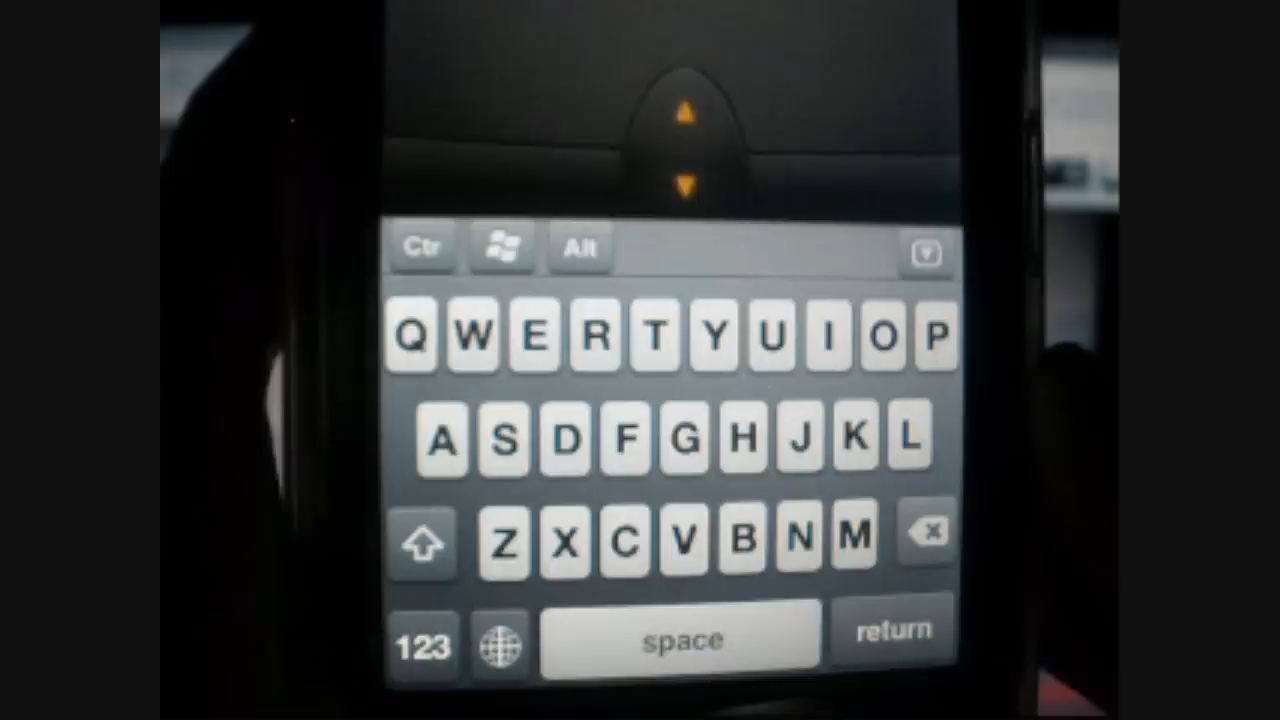 Ctr Alt
Q W E R T Y U I O P
A S D F G H J K L
Z X C V B N M
123 space return